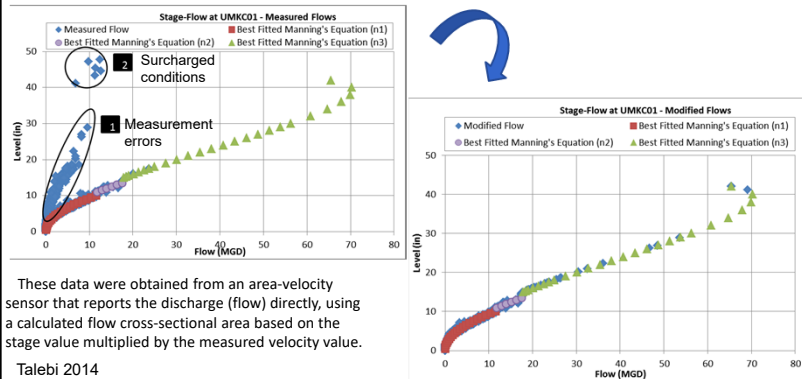 Stage-Flow at UMKC01 - Measured Flows
Measured Flow
Best Fitted Manning's Equation (n1)
Best Fitted Manning's Equation (n2)
Best Fitted Manning's Equation (n3)
50
40
30
20
10
0
Level (in)
2
Surcharged
conditions
1
Measurement
errors
0 10 20 30 40 50 60 70 80
Flow (MGD)
These data were obtained from an area-velocity
sensor that reports the discharge (flow) directly, using
a calculated flow cross-sectional area based on the
stage value multiplied by the measured velocity value.
Talebi 2014
Stage-Flow at UMKC01 - Modified Flows
Modified Flow
Best Fitted Manning's Equation (n1)
Best Fitted Manning's Equation (n2)
Best Fitted Manning's Equation (n3)
50
40
30
20
10
0
Level (in)
0 10 20 30 40 50 60 70 80
Flow (MGD)